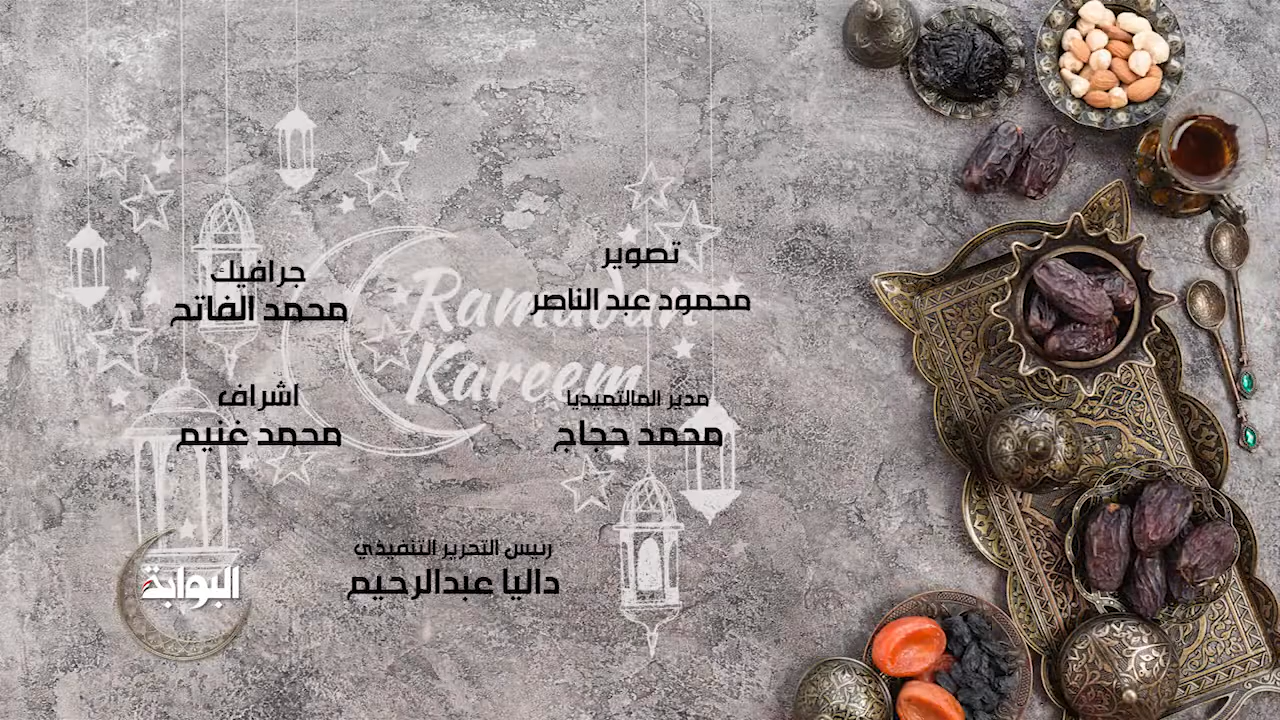 تصوير
محمود عبد الناصر
جرافيك
محمد الفاتح
Ramadan
Kareem
مدير المالتميديا
محمد حجاج
اشراف
محمد غنيم
رئيس التحرير التنفيذي
داليا عبدالرحيم
البوابة